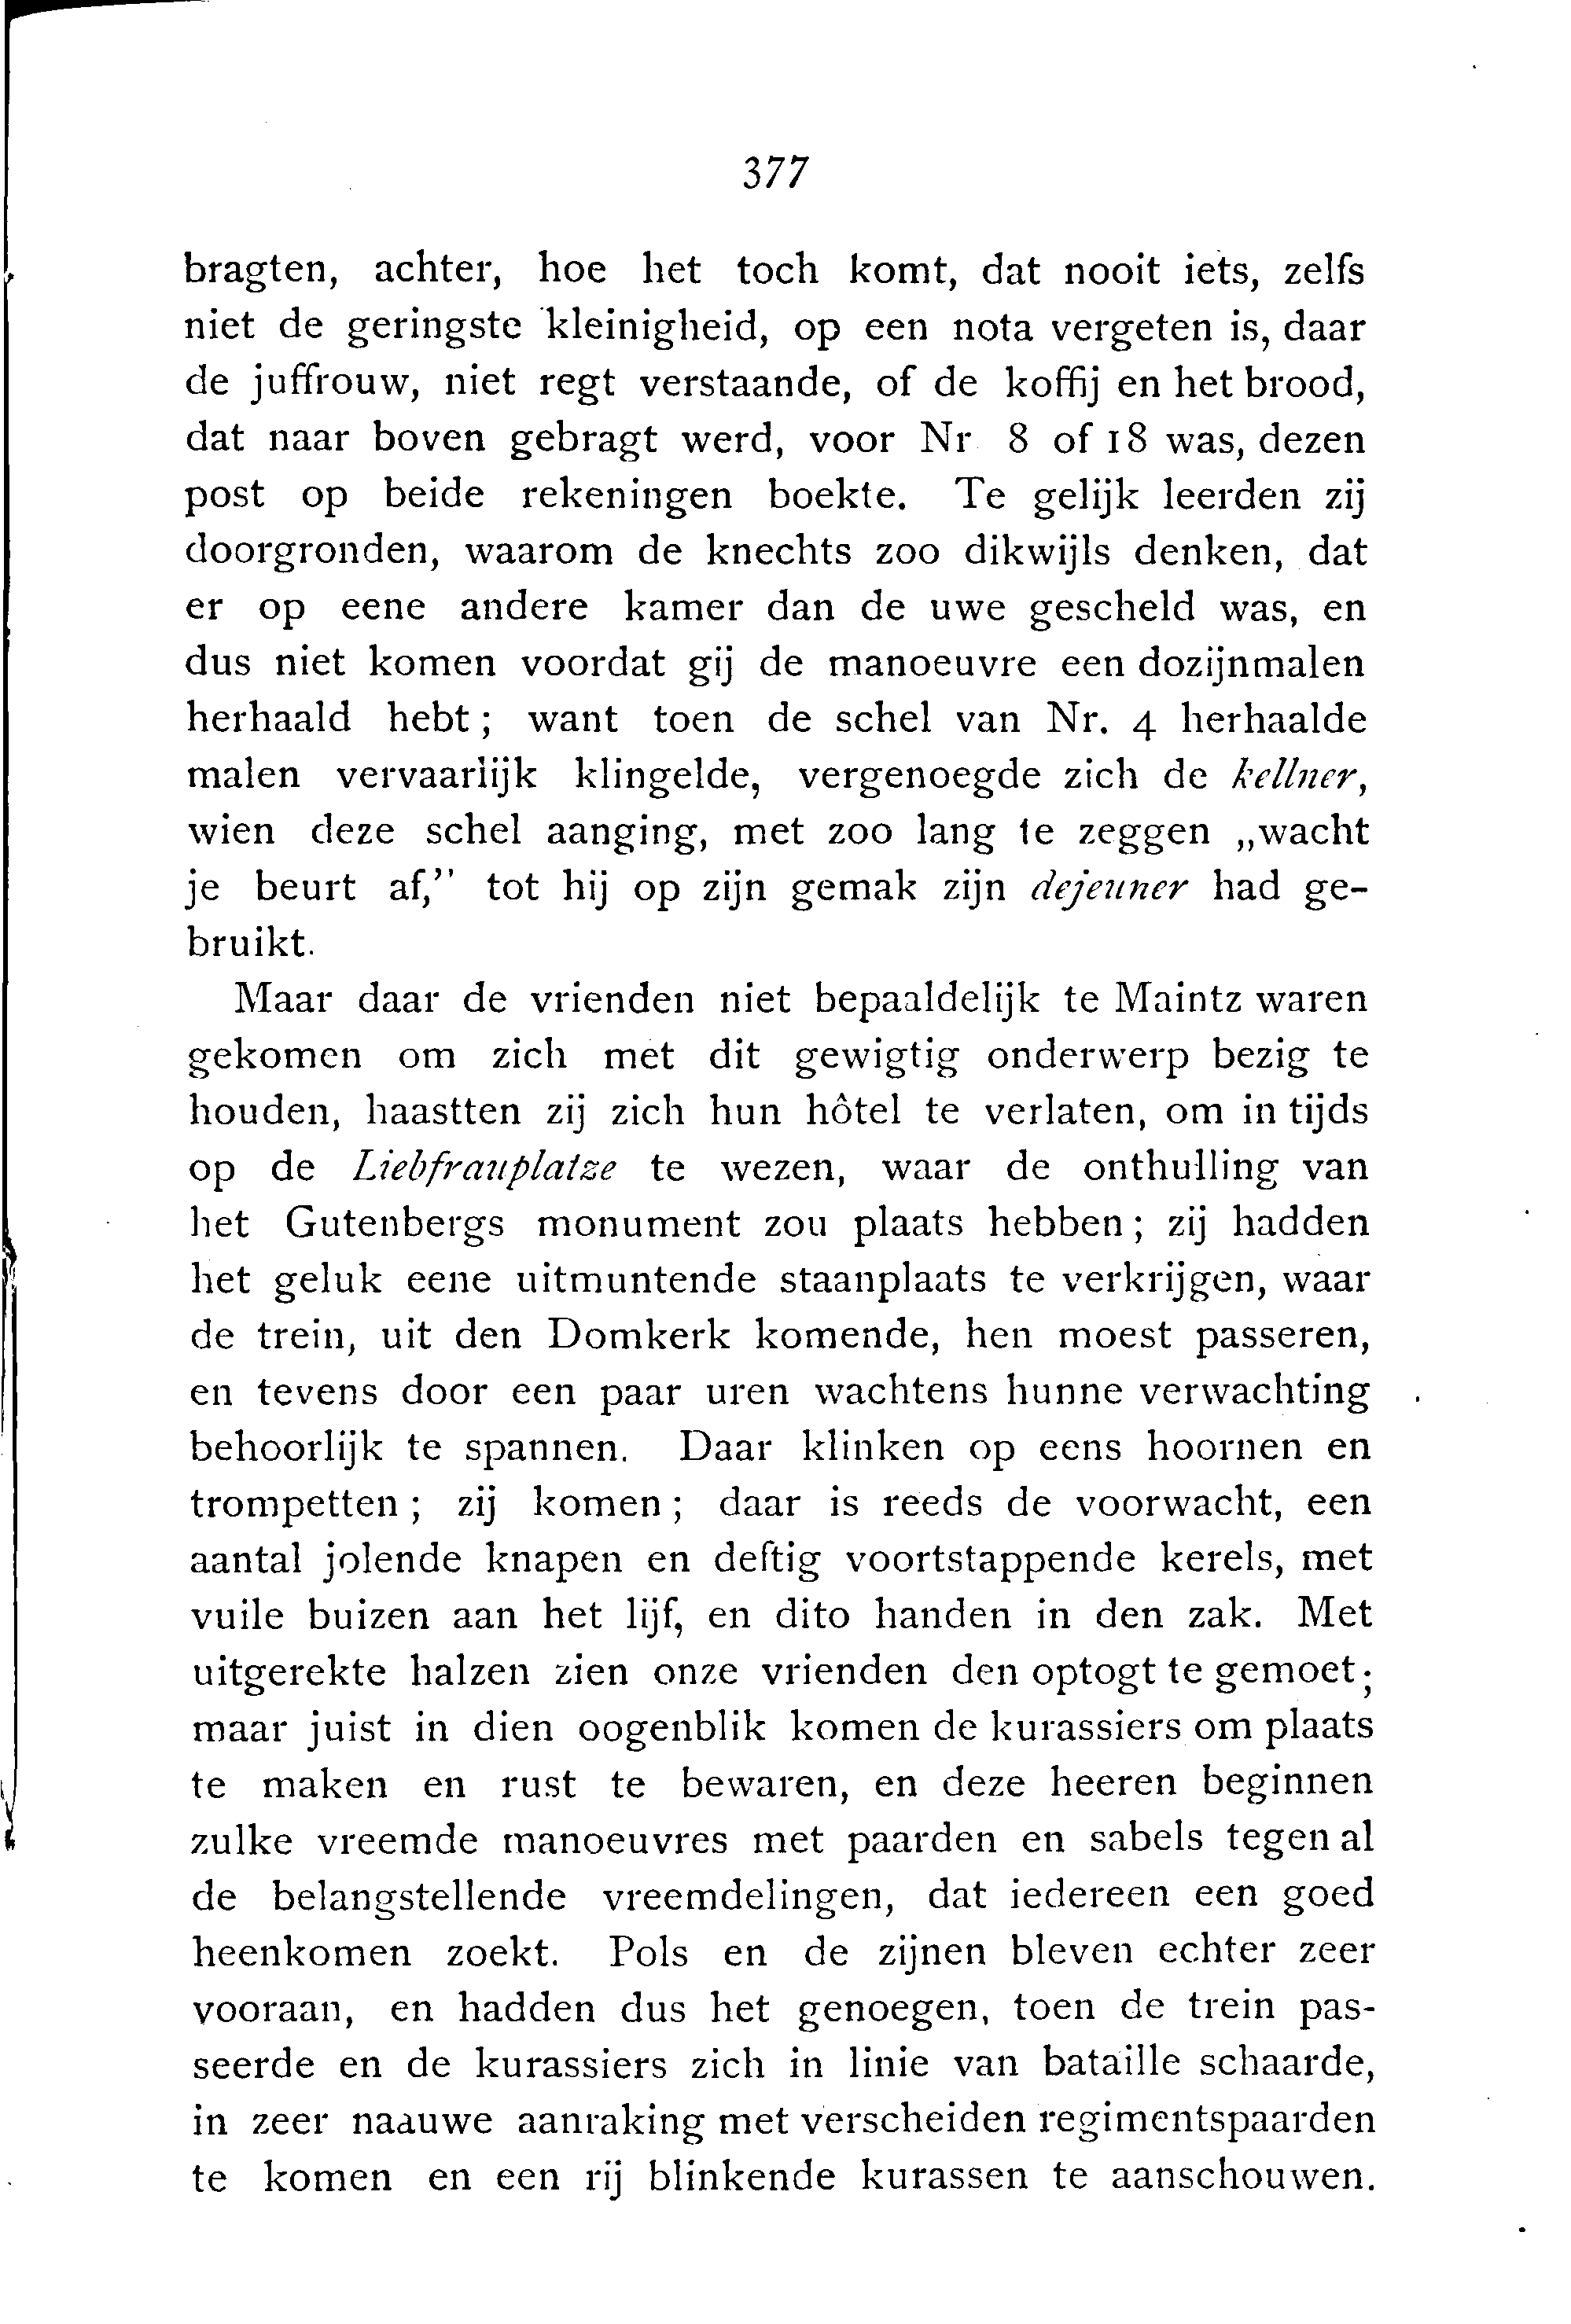 377
bragten, achter, hoe het toch komt, dat nooit iets, zelfs
niet de geringste kleinigheid, op een nota vergeten is, daar
de juffrouw, niet regt verstaande, of de koffij en het brood,
dat naar boven gebragt werd, voor Nr 8 of 18 was, dezen
post op beide rekeningen boekte. Te gelijk leerden zij
doorgronden, waarom de knechts zoo dikwijls denken, dat
er op eene andere kamer dan de uwe gescheld was, en
dus niet komen voordat gij de manoeuvre een dozijnmalen
herhaald hebt; want toen de schel van Nr. 4 herhaalde
malen vervaarlijk klingelde, vergenoegde zich de kellner,
wien deze schel aanging, met zoo lang te zeggen „wacht
je beurt af,” tot hij op zijn gemak zijn dejeuner had ge-
bruikt.
Maar daar de vrienden niet bepaaldelijk te Maintz waren
gekomen om zich met dit gewigtig onderwerp bezig te
houden, haastten zij zich hun hôtel te verlaten, om in tijds
op de Liebfrauplatze te wezen, waar de onthulling van
het Gutenbergs monument zou plaats hebben; zij hadden
het geluk eene uitmuntende staanplaats te verkrijgen, waar
de trein, uit den Domkerk komende, hen moest passeren,
en tevens door een paar uren wachtens hunne verwachting
behoorlijk te spannen. Daar klinken op eens hoornen en
trompetten; zij komen; daar is reeds de voorwacht, een
aantal jolende knapen en deftig voortstappende kerels, met
vuile buizen aan het lijf, en dito handen in den zak. Met
uitgerekte halzen zien onze vrienden den optogt te gemoet;
maar juist in dien oogenblik komen de kurassiers om plaats
te maken en rust te bewaren, en deze heeren beginnen
zulke vreemde manoeuvres met paarden en sabels tegen al
de belangstellende vreemdelingen, dat iedereen een goed
heenkomen zoekt. Pols en de zijnen bleven echter zeer
vooraan, en hadden dus het genoegen, toen de trein pas-
seerde en de kurassiers zich in linie van bataille schaarde,
in zeer naauwe aanraking met verscheiden regimentspaarden
te komen en een rij blinkende kurassen te aanschouwen.